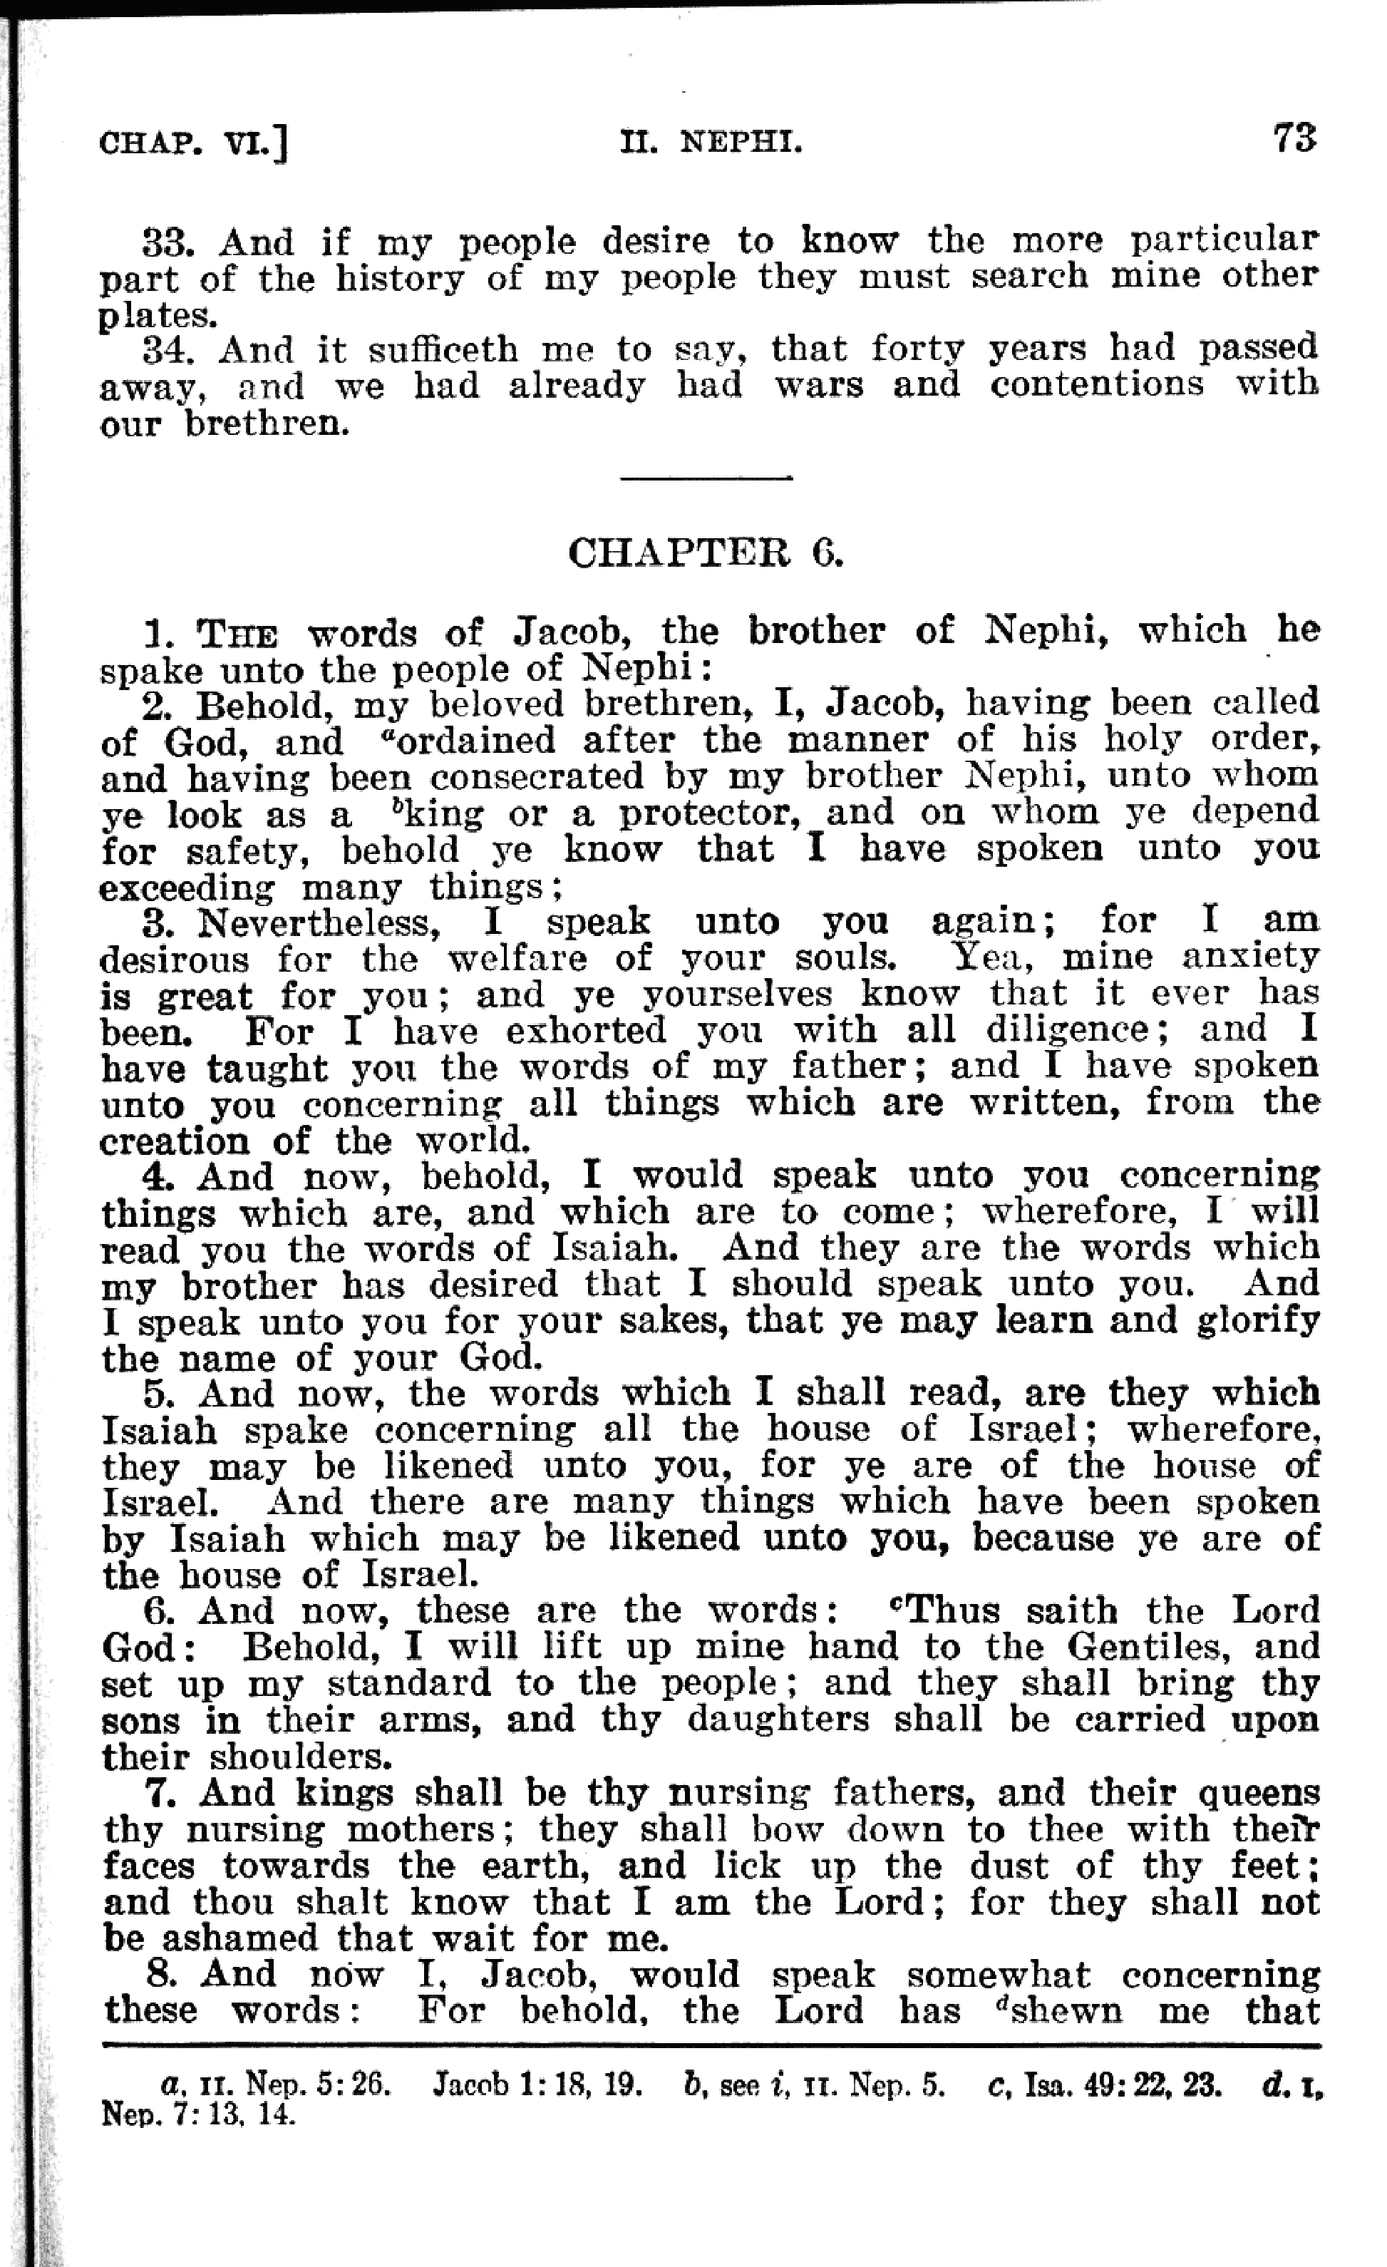 CHAP. VI.] II. NEPHI. 73
33. And if my people desire to know the more particular
part of the history of my people they must search mine other
plates.
34. And it sufficeth me to say, that forty years had passed
away, and we had already had wars and contentions with
our brethren.
CHAPTER 6.
1. THE words of Jacob, the brother of Nephi, which he
spake unto the people of Nephi:
2. Behold, my beloved brethren, I, Jacob, having been called
of God, and aordained after the manner of his holy order,
and having been consecrated by my brother Nephi, unto whom
ye look as a bking or a protector, and on whom ye depend
for safety, behold ye know that I have spoken unto you
exceeding many things;
3. Nevertheless, I speak unto you again; for I am
desirous for the welfare of your souls. Yea, mine anxiety
is great for you; and ye yourselves know that it ever has
been. For I have exhorted you with all diligence; and I
have taught you the words of my father; and I have spoken
unto you concerning all things which are written, from the
creation of the world.
4. And now, behold, I would speak unto you concerning
things which are, and which are to come; wherefore, I will
read you the words of Isaiah. And they are the words which
my brother has desired that I should speak unto you. And
I speak unto you for your sakes, that ye may learn and glorify
the name of your God.
5. And now, the words which I shall read, are they which
Isaiah spake concerning all the house of Israel; wherefore,
they may be likened unto you, for ye are of the house of
Israel. And there are many things which have been spoken
by Isaiah which may be likened unto you, because ye are of
the house of Israel.
6. And now, these are the words: cThus saith the Lord
God: Behold, I will lift up mine hand to the Gentiles, and
set up my standard to the people; and they shall bring thy
sons in their arms, and thy daughters shall be carried upon
their shoulders.
7. And kings shall be thy nursing fathers, and their queens
thy nursing mothers; they shall bow down to thee with their
faces towards the earth, and lick up the dust of thy feet;
and thou shalt know that I am the Lord; for they shall not
be ashamed that wait for me.
8. And now I, Jacob, would speak somewhat concerning
these words: For behold, the Lord has dshewn me that
a, II. Nep. 5:26. Jacob 1:18, 19. b, see i, II. Nep. 5. c, Isa. 49:22, 23. d. I,
Nep. 7:13, 14.